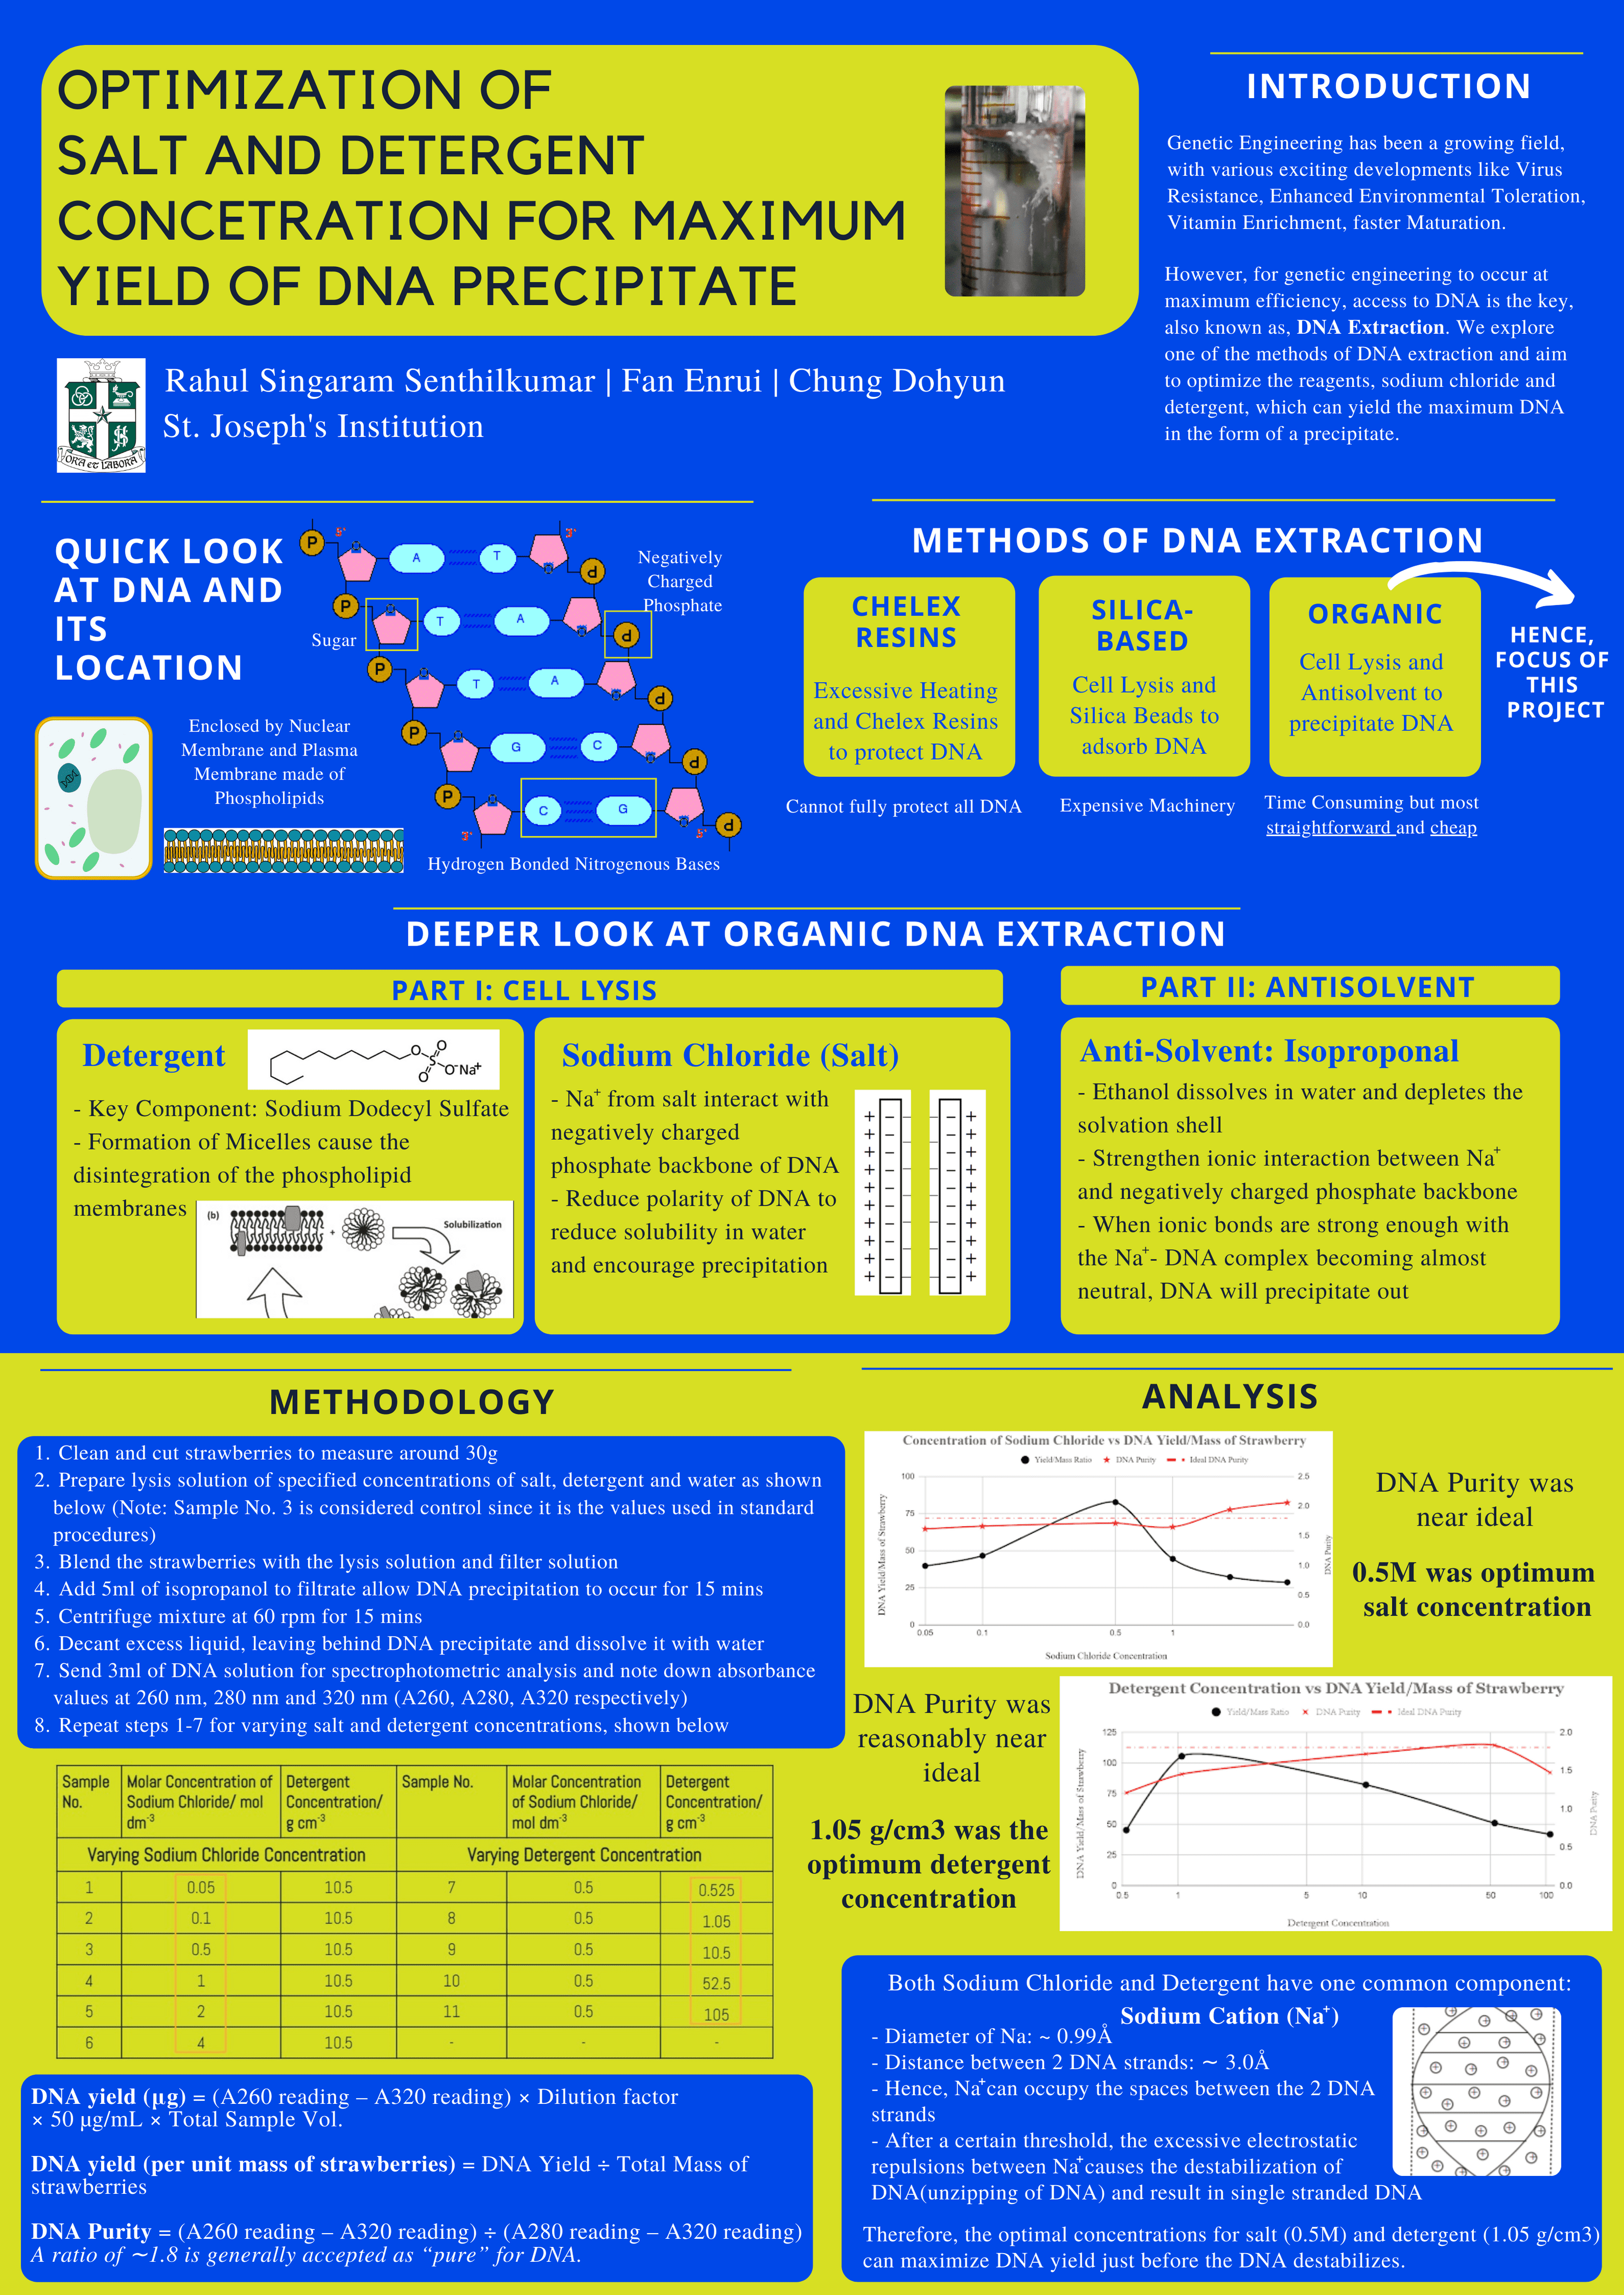 OPTIMIZATION OF
SALT AND DETERGENT
CONCETRATION FOR MAXIMUM
YIELD OF DNA PRECIPITATE
ORA et LABORA
Rahul Singaram Senthilkumar | Fan Enrui | Chung Dohyun
St. Joseph's Institution
INTRODUCTION
Genetic Engineering has been a growing field,
with various exciting developments like Virus
Resistance, Enhanced Environmental Toleration,
Vitamin Enrichment, faster Maturation.
However, for genetic engineering to occur at
maximum efficiency, access to DNA is the key,
also known as, DNA Extraction. We explore
one of the methods of DNA extraction and aim
to optimize the reagents, sodium chloride and
detergent, which can yield the maximum DNA
in the form of a precipitate.
QUICK LOOK
AT DNA AND
ITS
LOCATION
Enclosed by Nuclear
Membrane and Plasma
Membrane made of
Phospholipids
DNA
Negatively
Charged
Phosphate
Sugar
P 5' A T 3' P
P T A P
P T A P
P G C P
P C G P
3' 5'
Hydrogen Bonded Nitrogenous Bases
METHODS OF DNA EXTRACTION
CHELEX
RESINS
Excessive Heating
and Chelex Resins
to protect DNA
Cannot fully protect all DNA
SILICA-
BASED
Cell Lysis and
Silica Beads to
adsorb DNA
Expensive Machinery
ORGANIC
Cell Lysis and
Antisolvent to
precipitate DNA
Time Consuming but most
straightforward and cheap
HENCE,
FOCUS OF
THIS
PROJECT
DEEPER LOOK AT ORGANIC DNA EXTRACTION
PART I: CELL LYSIS
Detergent
O O S O O⁻Na⁺
- Key Component: Sodium Dodecyl Sulfate
- Formation of Micelles cause the
disintegration of the phospholipid
membranes
(b) + Solubilization
Sodium Chloride (Salt)
- Na⁺ from salt interact with
negatively charged
phosphate backbone of DNA
- Reduce polarity of DNA to
reduce solubility in water
and encourage precipitation
PART II: ANTISOLVENT
Anti-Solvent: Isoproponal
- Ethanol dissolves in water and depletes the
solvation shell
- Strengthen ionic interaction between Na⁺
and negatively charged phosphate backbone
- When ionic bonds are strong enough with
the Na⁺- DNA complex becoming almost
neutral, DNA will precipitate out
METHODOLOGY
1. Clean and cut strawberries to measure around 30g
2. Prepare lysis solution of specified concentrations of salt, detergent and water as shown
below (Note: Sample No. 3 is considered control since it is the values used in standard
procedures)
3. Blend the strawberries with the lysis solution and filter solution
4. Add 5ml of isopropanol to filtrate allow DNA precipitation to occur for 15 mins
5. Centrifuge mixture at 60 rpm for 15 mins
6. Decant excess liquid, leaving behind DNA precipitate and dissolve it with water
7. Send 3ml of DNA solution for spectrophotometric analysis and note down absorbance
values at 260 nm, 280 nm and 320 nm (A260, A280, A320 respectively)
8. Repeat steps 1-7 for varying salt and detergent concentrations, shown below
Sample No. Molar Concentration of Sodium Chloride/ mol dm⁻³ Detergent Concentration/ g cm⁻³ Sample No. Molar Concentration of Sodium Chloride/ mol dm⁻³ Detergent Concentration/ g cm⁻³
Varying Sodium Chloride Concentration Varying Detergent Concentration
1 0.05 10.5 7 0.5 0.525
2 0.1 10.5 8 0.5 1.05
3 0.5 10.5 9 0.5 10.5
4 1 10.5 10 0.5 52.5
5 2 10.5 11 0.5 105
6 4 10.5 - - -
DNA yield (µg) = (A260 reading – A320 reading) × Dilution factor
× 50 µg/mL × Total Sample Vol.
DNA yield (per unit mass of strawberries) = DNA Yield ÷ Total Mass of
strawberries
DNA Purity = (A260 reading – A320 reading) ÷ (A280 reading – A320 reading)
A ratio of ∼1.8 is generally accepted as “pure” for DNA.
ANALYSIS
Concentration of Sodium Chloride vs DNA Yield/Mass of Strawberry
Yield/Mass Ratio DNA Purity Ideal DNA Purity
DNA Yield/Mass of Strawberry
100 75 50 25 0
2.5 2.0 1.5 1.0 0.5 0.0
DNA Purity
0.05 0.1 0.5 1
Sodium Chloride Concentration
DNA Purity was
near ideal
0.5M was optimum
salt concentration
DNA Purity was
reasonably near
ideal
1.05 g/cm3 was the
optimum detergent
concentration
Detergent Concentration vs DNA Yield/Mass of Strawberry
Yield/Mass Ratio DNA Purity Ideal DNA Purity
DNA Yield/Mass of Strawberry
125 100 75 50 25 0
2.0 1.5 1.0 0.5 0.0
DNA Purity
0.5 1 5 10 50 100
Detergent Concentration
Both Sodium Chloride and Detergent have one common component:
Sodium Cation (Na⁺)
- Diameter of Na: ~ 0.99Å
- Distance between 2 DNA strands: ∼ 3.0Å
- Hence, Na⁺can occupy the spaces between the 2 DNA
strands
- After a certain threshold, the excessive electrostatic
repulsions between Na⁺causes the destabilization of
DNA(unzipping of DNA) and result in single stranded DNA
Therefore, the optimal concentrations for salt (0.5M) and detergent (1.05 g/cm3)
can maximize DNA yield just before the DNA destabilizes.